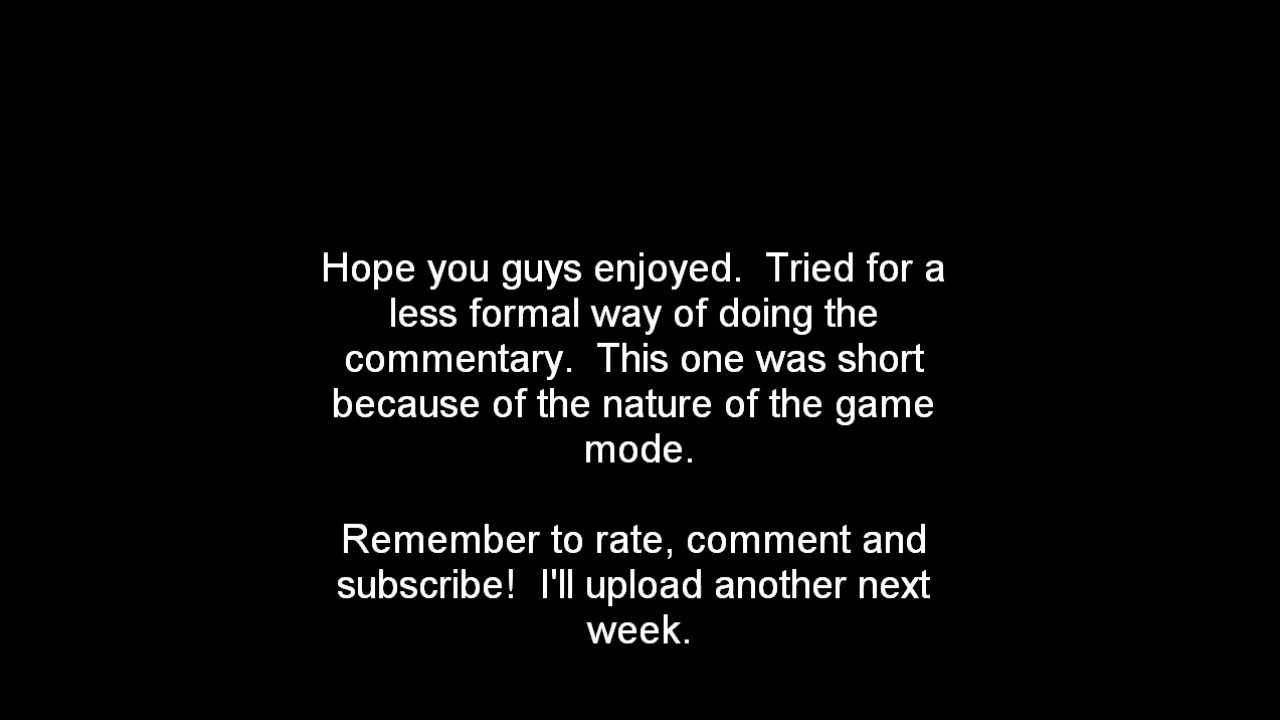 Hope you guys enjoyed.  Tried for a
less formal way of doing the
commentary.  This one was short
because of the nature of the game
mode.
Remember to rate, comment and
subscribe!  I'll upload another next
week.